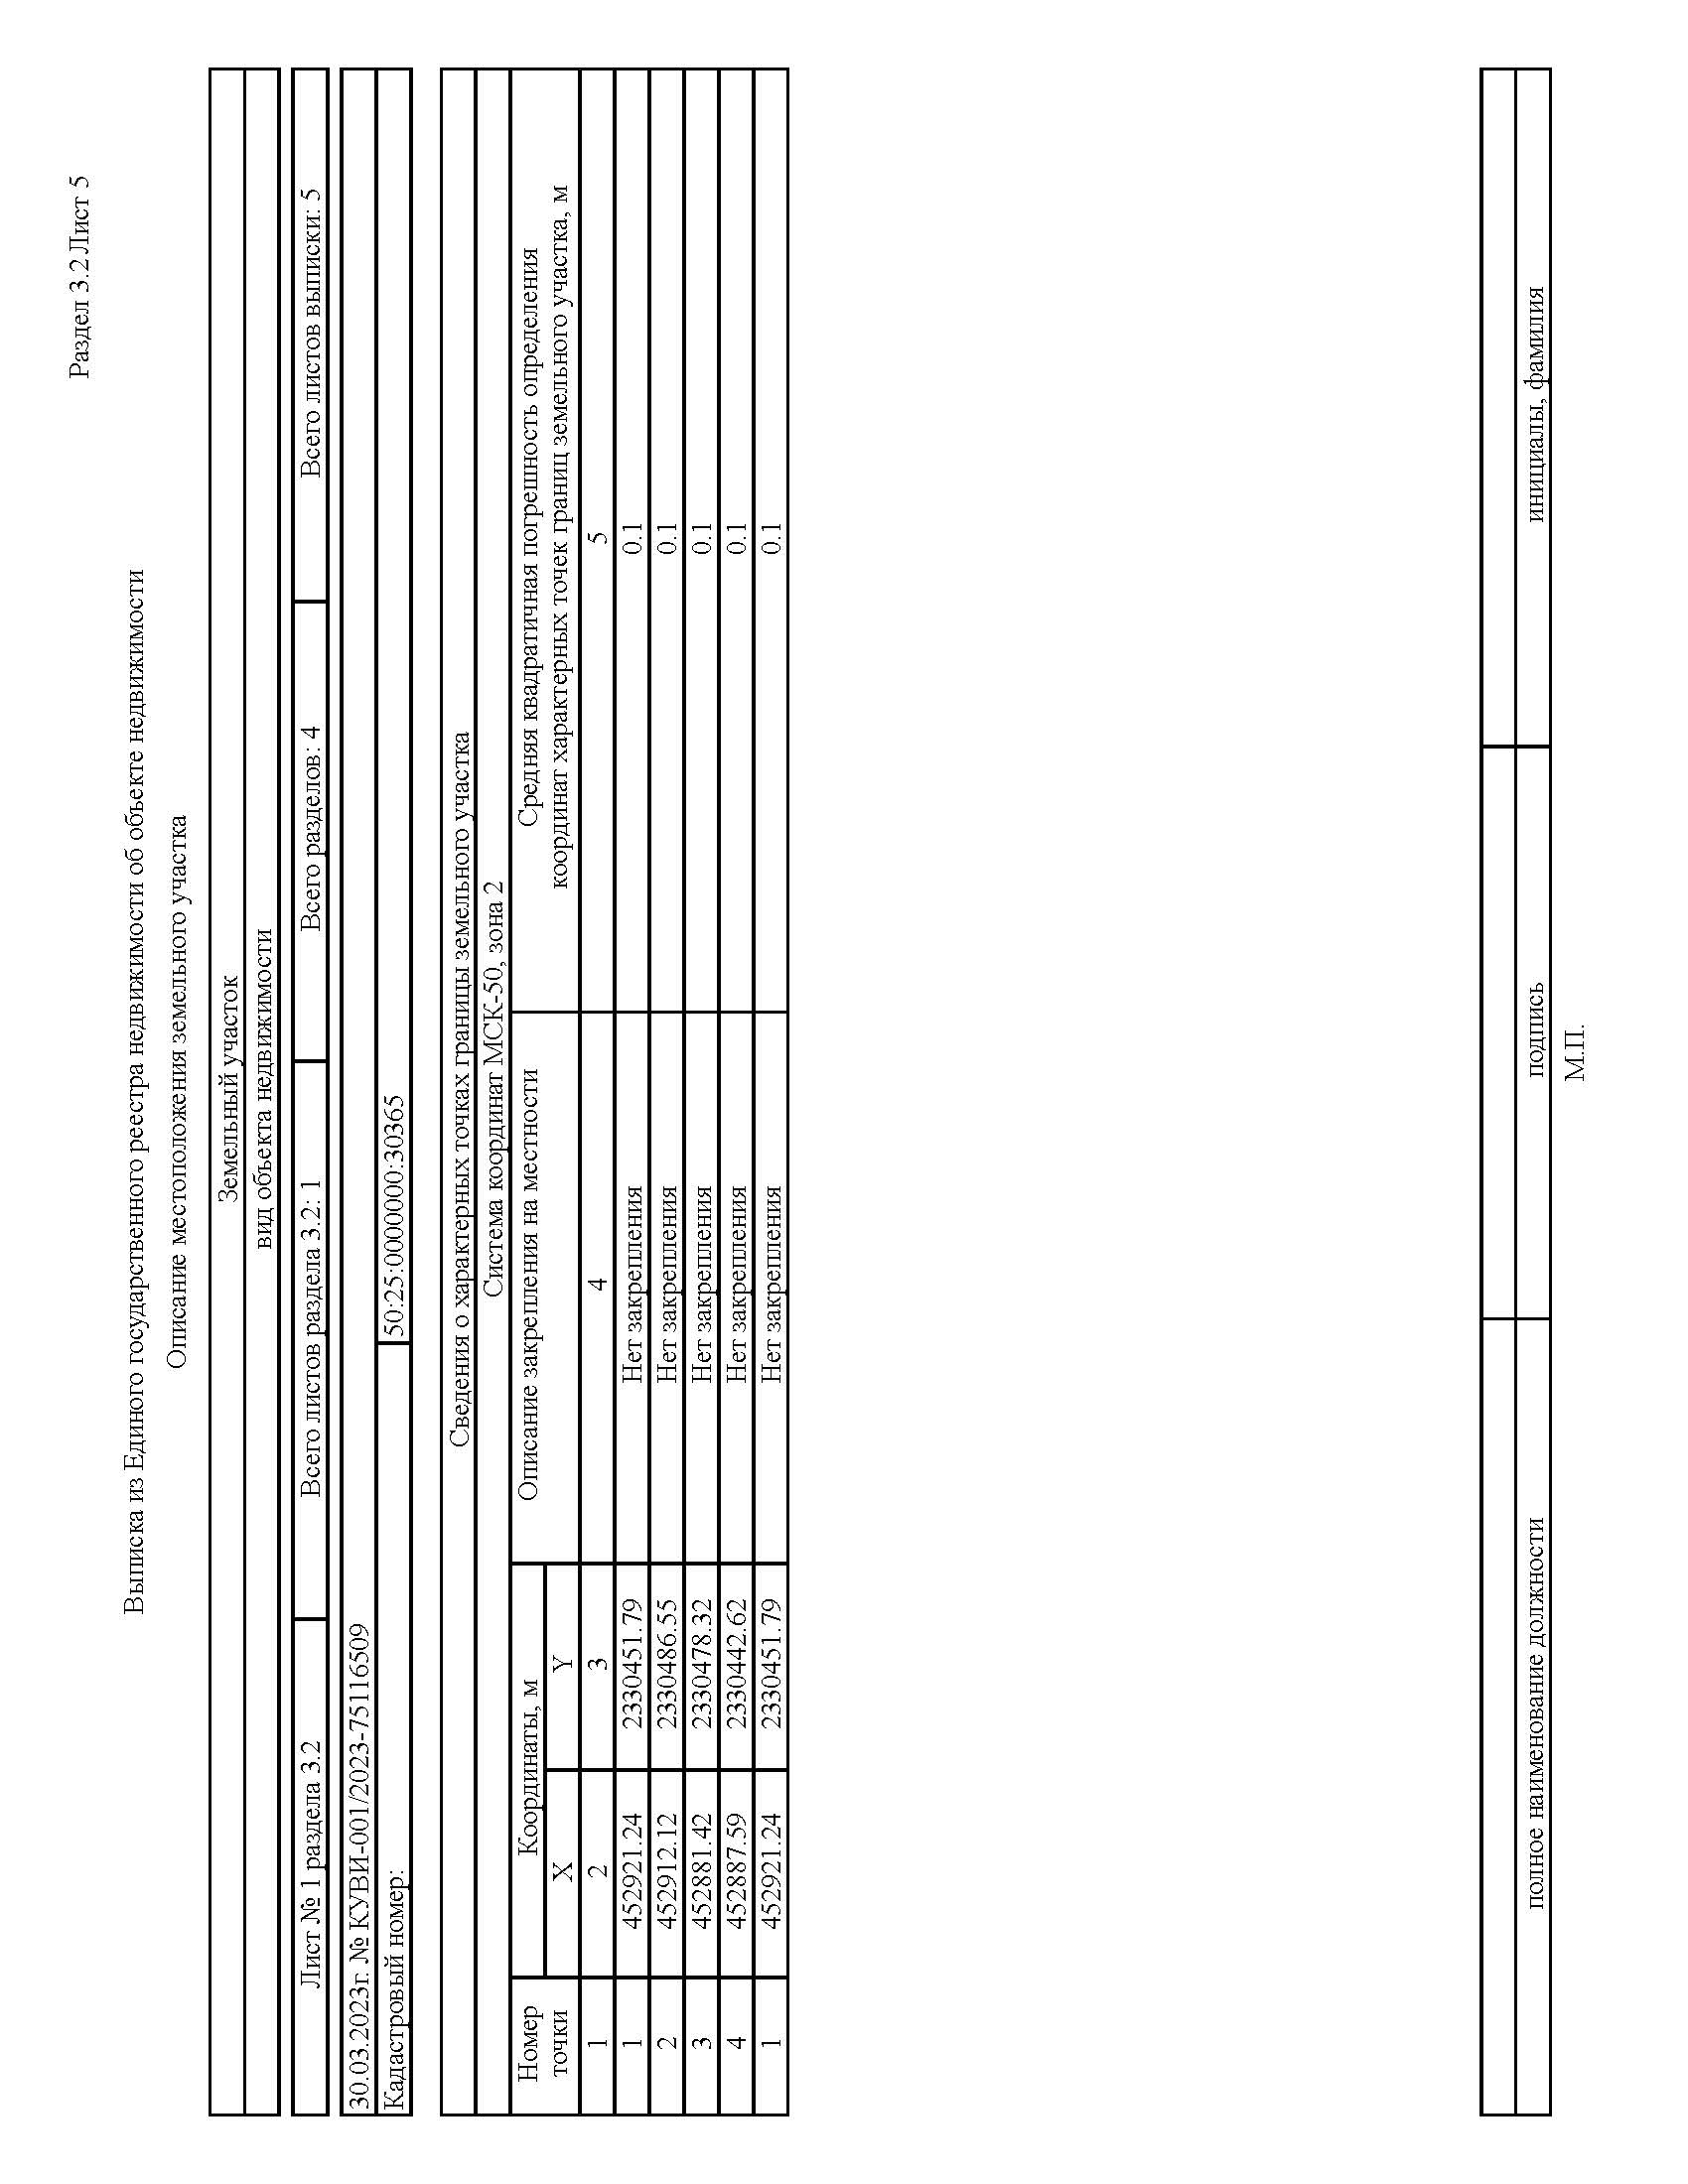 Раздел 3.2 Лист 5
Выписка из Единого государственного реестра недвижимости об объекте недвижимости
Описание местоположения земельного участка
Земельный участок
вид объекта недвижимости
Лист № 1 раздела 3.2 Всего листов раздела 3.2: 1 Всего разделов: 4 Всего листов выписки: 5
30.03.2023г. № КУВИ-001/2023-75116509
Кадастровый номер: 50:25:0000000:30365
Сведения о характерных точках границы земельного участка
Система координат МСК-50, зона 2
Номер точки Координаты, м Описание закрепления на местности Средняя квадратичная погрешность определения
координат характерных точек границ земельного участка, м
X Y
1 2 3 4 5
1 452921.24 2330451.79 Нет закрепления 0.1
2 452912.12 2330486.55 Нет закрепления 0.1
3 452881.42 2330478.32 Нет закрепления 0.1
4 452887.59 2330442.62 Нет закрепления 0.1
1 452921.24 2330451.79 Нет закрепления 0.1
полное наименование должности подпись инициалы, фамилия
М.П.